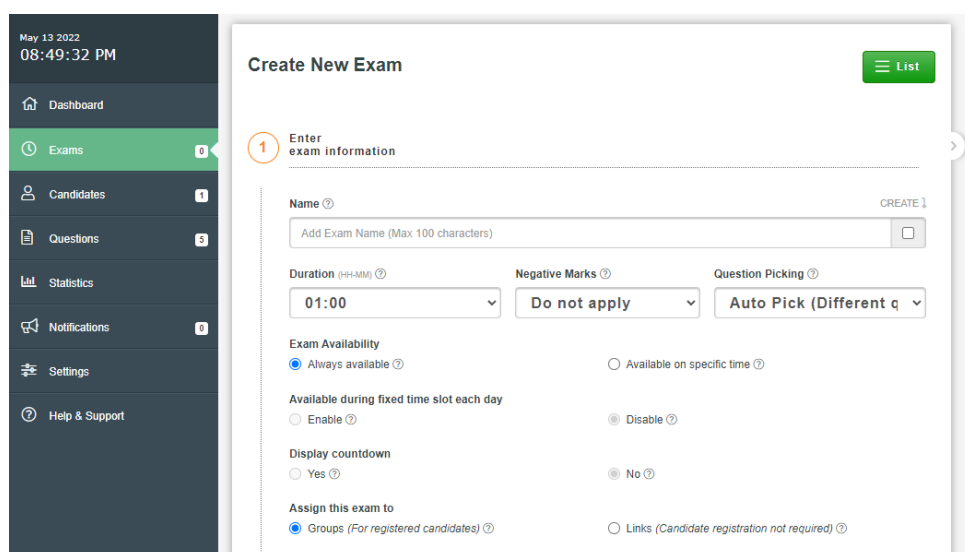 May 13 2022
08:49:32 PM
Dashboard
Exams 0
Candidates 1
Questions 5
Statistics
Notifications 0
Settings
Help & Support
Create New Exam
List
1
Enter
exam information
Name
CREATE
Add Exam Name (Max 100 characters)
Duration (HH-MM) Negative Marks Question Picking
01:00 Do not apply Auto Pick (Different q
Exam Availability
Always available Available on specific time
Available during fixed time slot each day
Enable Disable
Display countdown
Yes No
Assign this exam to
Groups (For registered candidates) Links (Candidate registration not required)